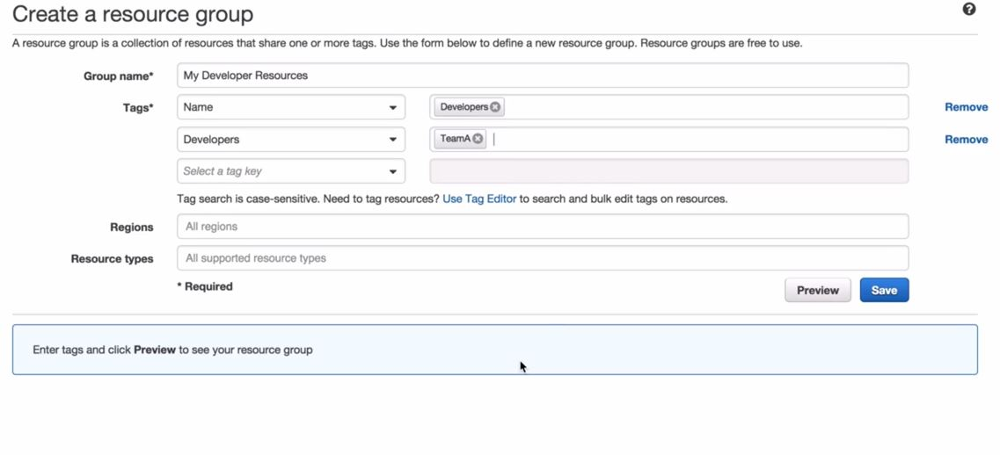 Create a resource group
?
A resource group is a collection of resources that share one or more tags. Use the form below to define a new resource group. Resource groups are free to use.
Group name* My Developer Resources
Tags* Name Developers Remove
Developers TeamA Remove
Select a tag key
Tag search is case-sensitive. Need to tag resources? Use Tag Editor to search and bulk edit tags on resources.
Regions All regions
Resource types All supported resource types
* Required
Preview Save
Enter tags and click Preview to see your resource group